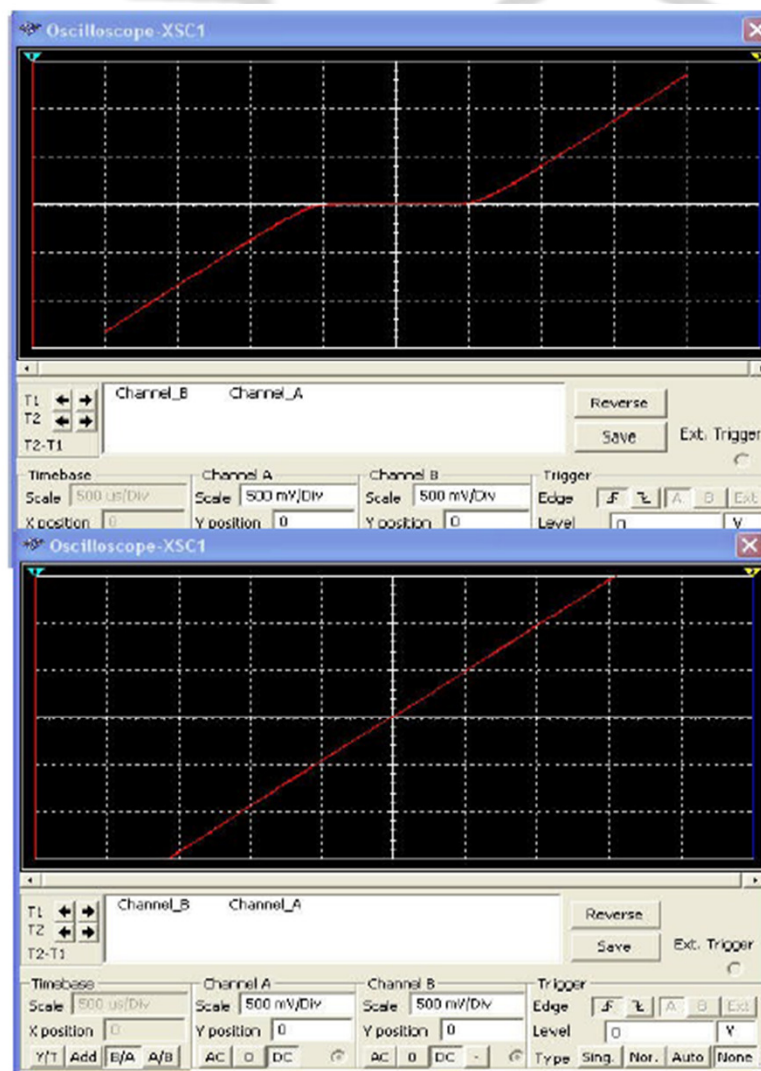 Oscilloscope-XSC1
T1
T2
T2-T1
Channel_B Channel_A
Reverse
Save
Ext. Trigger
Timebase
Scale 500 us/Div
X position 0
Channel A
Scale 500 mV/Div
Y position 0
Channel B
Scale 500 mV/Div
Y position 0
Trigger
Edge A B Ext
Level 0 V
Oscilloscope-XSC1
T1
T2
T2-T1
Channel_B Channel_A
Reverse
Save
Ext. Trigger
Timebase
Scale 500 us/Div
X position 0
Y/T Add B/A A/B
Channel A
Scale 500 mV/Div
Y position 0
AC 0 DC
Channel B
Scale 500 mV/Div
Y position 0
AC 0 DC -
Trigger
Edge A B Ext
Level 0 V
Type Sing. Nor. Auto None